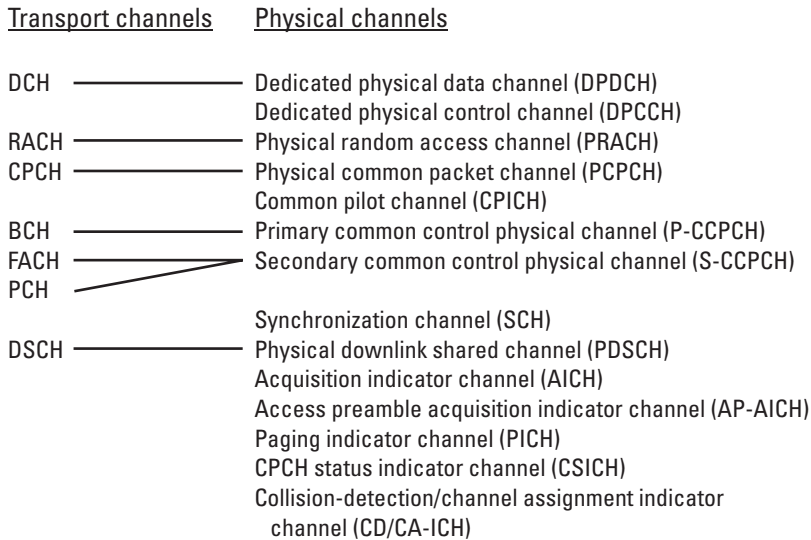 Transport channels Physical channels
DCH Dedicated physical data channel (DPDCH)
Dedicated physical control channel (DPCCH)
RACH Physical random access channel (PRACH)
CPCH Physical common packet channel (PCPCH)
Common pilot channel (CPICH)
BCH Primary common control physical channel (P-CCPCH)
FACH Secondary common control physical channel (S-CCPCH)
PCH
Synchronization channel (SCH)
DSCH Physical downlink shared channel (PDSCH)
Acquisition indicator channel (AICH)
Access preamble acquisition indicator channel (AP-AICH)
Paging indicator channel (PICH)
CPCH status indicator channel (CSICH)
Collision-detection/channel assignment indicator
channel (CD/CA-ICH)